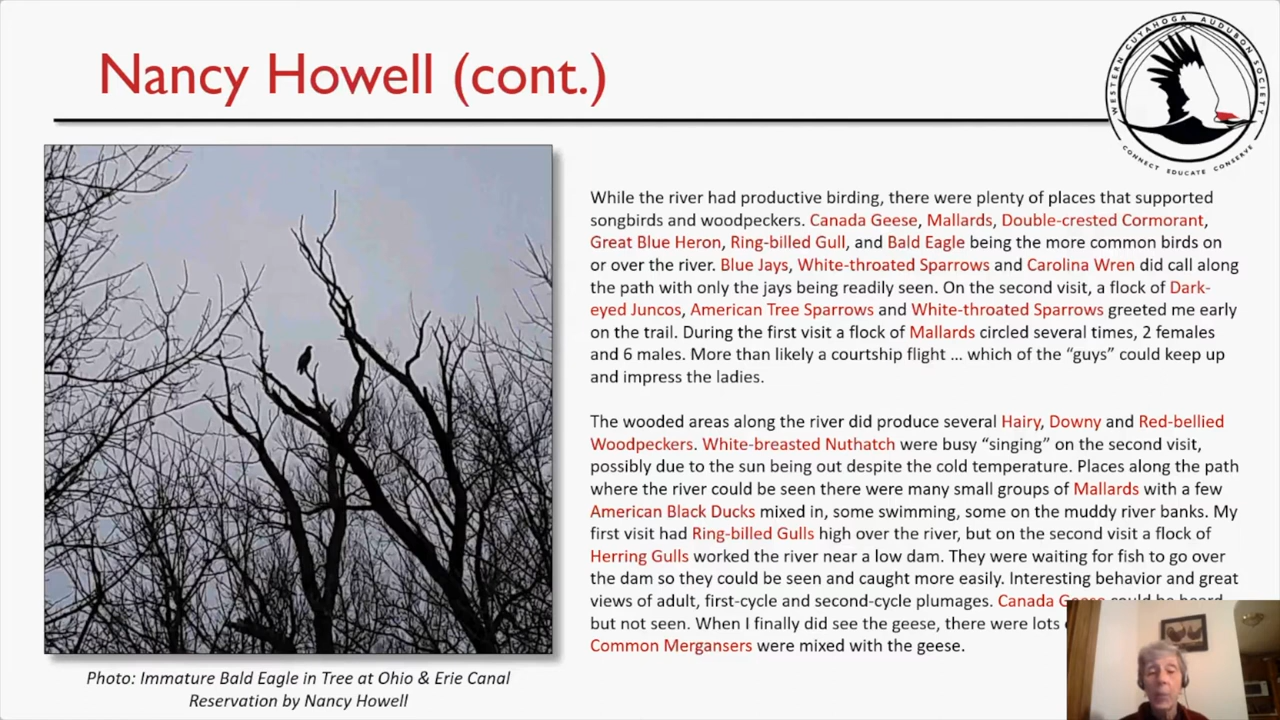 Nancy Howell (cont.)
WESTERN CUYAHOGA AUDUBON SOCIETY
CONNECT EDUCATE CONSERVE
While the river had productive birding, there were plenty of places that supported
songbirds and woodpeckers. Canada Geese, Mallards, Double-crested Cormorant,
Great Blue Heron, Ring-billed Gull, and Bald Eagle being the more common birds on
or over the river. Blue Jays, White-throated Sparrows and Carolina Wren did call along
the path with only the jays being readily seen. On the second visit, a flock of Dark-
eyed Juncos, American Tree Sparrows and White-throated Sparrows greeted me early
on the trail. During the first visit a flock of Mallards circled several times, 2 females
and 6 males. More than likely a courtship flight ... which of the “guys” could keep up
and impress the ladies.
The wooded areas along the river did produce several Hairy, Downy and Red-bellied
Woodpeckers. White-breasted Nuthatch were busy “singing” on the second visit,
possibly due to the sun being out despite the cold temperature. Places along the path
where the river could be seen there were many small groups of Mallards with a few
American Black Ducks mixed in, some swimming, some on the muddy river banks. My
first visit had Ring-billed Gulls high over the river, but on the second visit a flock of
Herring Gulls worked the river near a low dam. They were waiting for fish to go over
the dam so they could be seen and caught more easily. Interesting behavior and great
views of adult, first-cycle and second-cycle plumages. Canada
but not seen. When I finally did see the geese, there were lots
Common Mergansers were mixed with the geese.
Photo: Immature Bald Eagle in Tree at Ohio & Erie Canal
Reservation by Nancy Howell